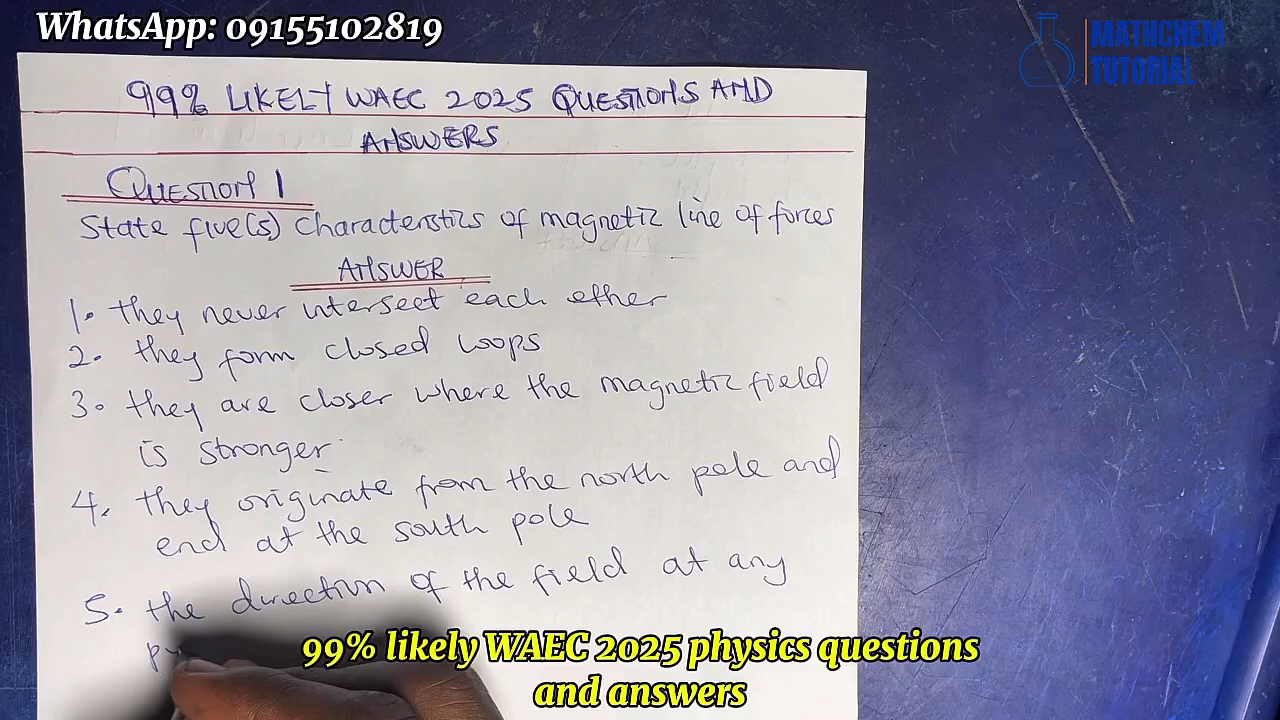 WhatsApp: 09155102819
MATHCHEM
TUTORIAL
99% LIKELY WAEC 2025 QUESTIONS AND
ANSWERS
QUESTION 1
State five(s) characteristics of magnetic line of forces
ANSWER
1. they never intersect each other
2. they form closed loops
3. they are closer where the magnetic field
is stronger.
4. they originate from the north pole and
end at the south pole
5. the direction of the field at any
99% likely WAEC 2025 physics questions
and answers